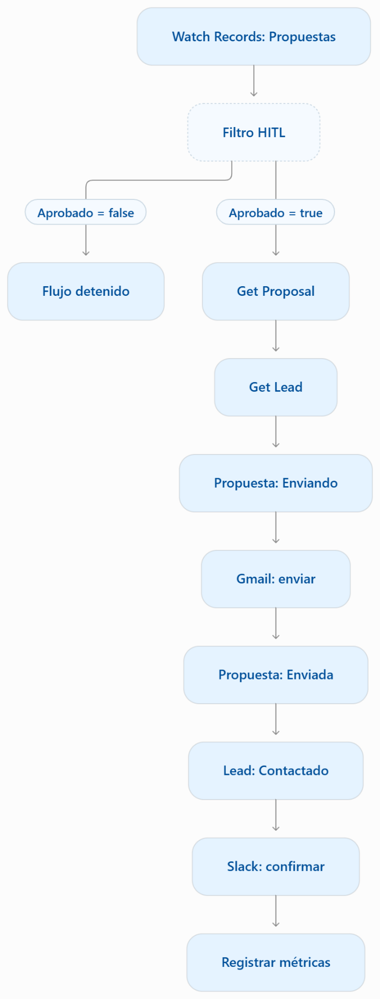 Watch Records: Propuestas
Filtro HITL
Aprobado = false
Aprobado = true
Flujo detenido
Get Proposal
Get Lead
Propuesta: Enviando
Gmail: enviar
Propuesta: Enviada
Lead: Contactado
Slack: confirmar
Registrar métricas